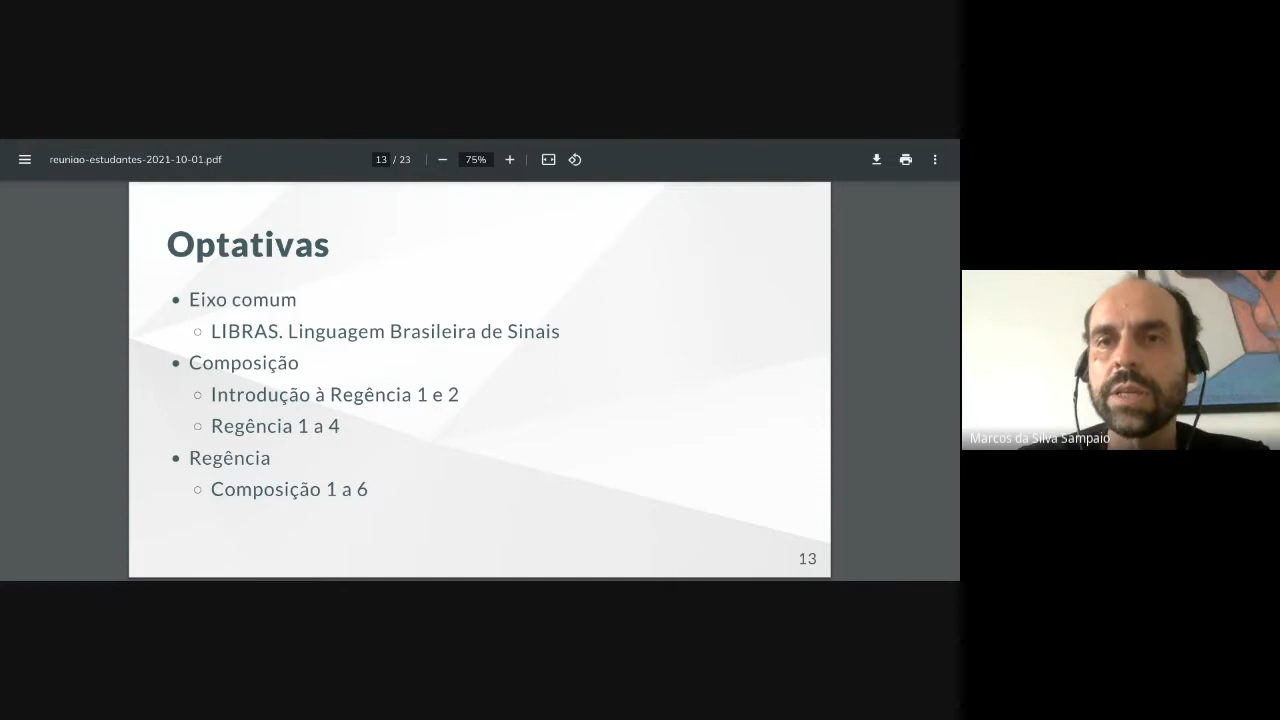 reuniao-estudantes-2021-10-01.pdf
13 / 23
75%
Optativas
• Eixo comum
○ LIBRAS. Linguagem Brasileira de Sinais
• Composição
○ Introdução à Regência 1 e 2
○ Regência 1 a 4
• Regência
○ Composição 1 a 6
13
Marcos da Silva Sampaio